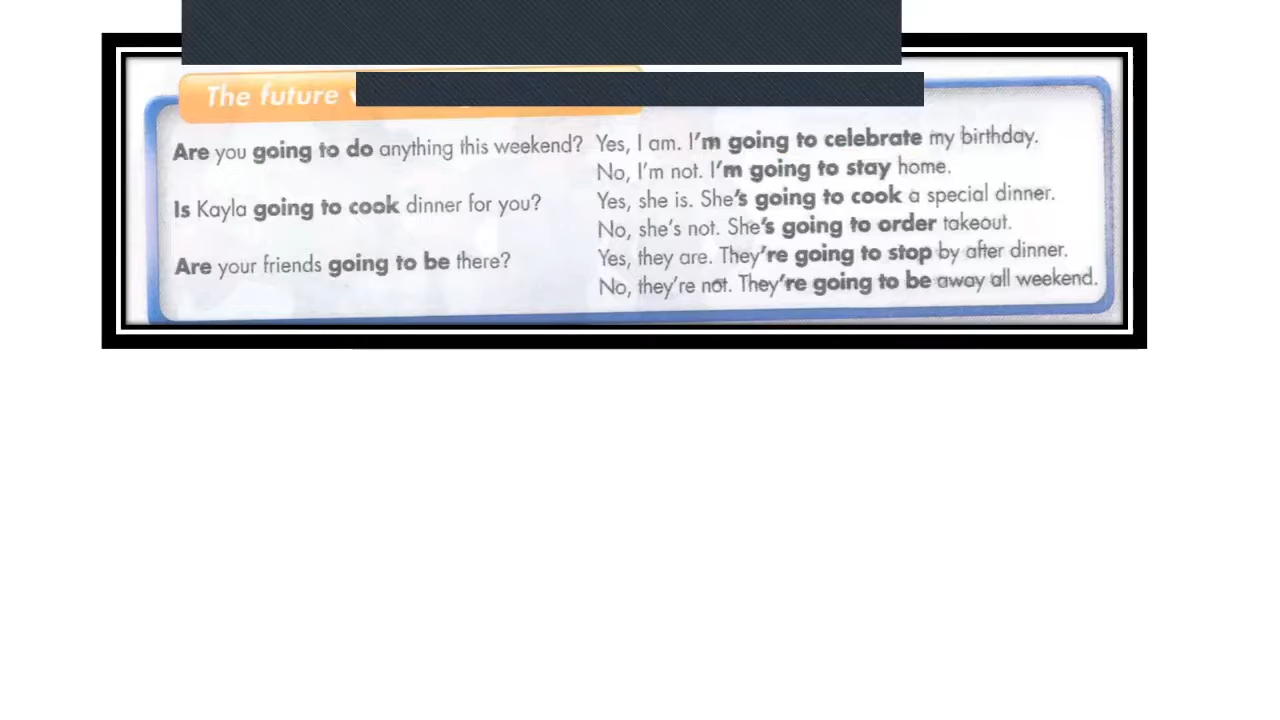 The future
Are you going to do anything this weekend? Yes, I am. I'm going to celebrate my birthday.
No, I'm not. I'm going to stay home.
Is Kayla going to cook dinner for you? Yes, she is. She's going to cook a special dinner.
No, she's not. She's going to order takeout.
Are your friends going to be there? Yes, they are. They're going to stop by after dinner.
No, they're not. They're going to be away all weekend.